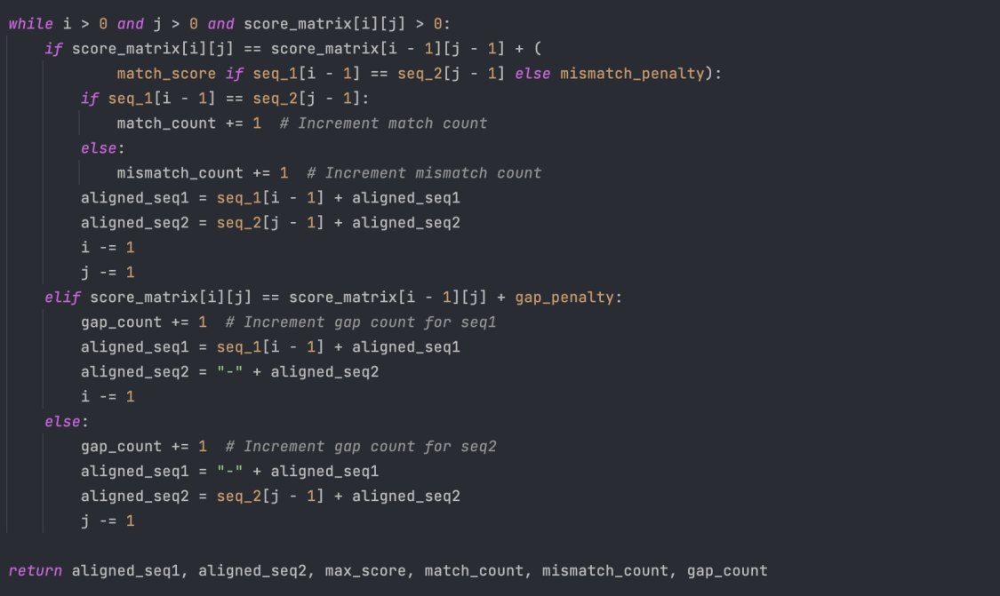 while i > 0 and j > 0 and score_matrix[i][j] > 0:
    if score_matrix[i][j] == score_matrix[i - 1][j - 1] + (
            match_score if seq_1[i - 1] == seq_2[j - 1] else mismatch_penalty):
        if seq_1[i - 1] == seq_2[j - 1]:
            match_count += 1  # Increment match count
        else:
            mismatch_count += 1  # Increment mismatch count
        aligned_seq1 = seq_1[i - 1] + aligned_seq1
        aligned_seq2 = seq_2[j - 1] + aligned_seq2
        i -= 1
        j -= 1
    elif score_matrix[i][j] == score_matrix[i - 1][j] + gap_penalty:
        gap_count += 1  # Increment gap count for seq1
        aligned_seq1 = seq_1[i - 1] + aligned_seq1
        aligned_seq2 = "-" + aligned_seq2
        i -= 1
    else:
        gap_count += 1  # Increment gap count for seq2
        aligned_seq1 = "-" + aligned_seq1
        aligned_seq2 = seq_2[j - 1] + aligned_seq2
        j -= 1

return aligned_seq1, aligned_seq2, max_score, match_count, mismatch_count, gap_count